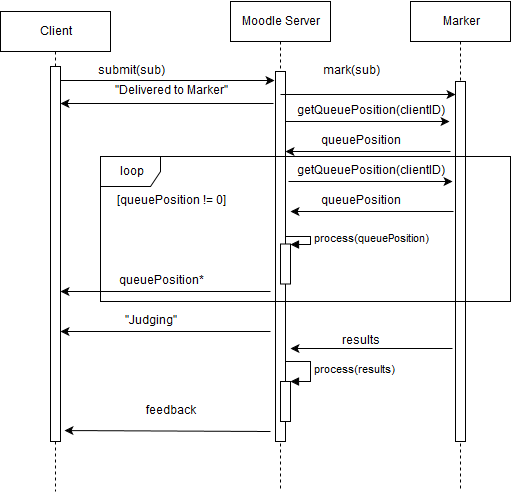 Client
Moodle Server
Marker
submit(sub)
mark(sub)
"Delivered to Marker"
getQueuePosition(clientID)
queuePosition
loop
getQueuePosition(clientID)
[queuePosition != 0]
queuePosition
process(queuePosition)
queuePosition*
"Judging"
results
process(results)
feedback